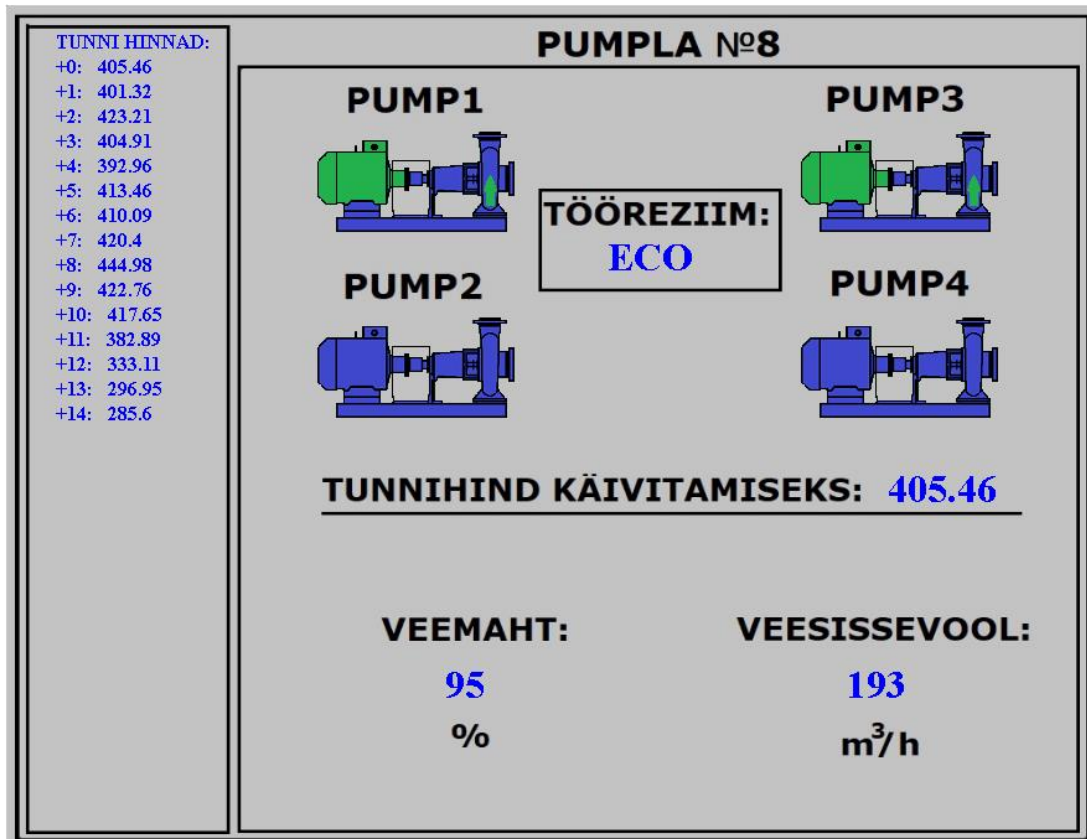 TUNNI HINNAD:
+0: 405.46
+1: 401.32
+2: 423.21
+3: 404.91
+4: 392.96
+5: 413.46
+6: 410.09
+7: 420.4
+8: 444.98
+9: 422.76
+10: 417.65
+11: 382.89
+12: 333.11
+13: 296.95
+14: 285.6
PUMPLA №8
PUMP1
PUMP3
TÖÖREZIIM:
ECO
PUMP2
PUMP4
TUNNIHIND KÄIVITAMISEKS: 405.46
VEEMAHT:
95
%
VEESISSEVOOL:
193
m³/h